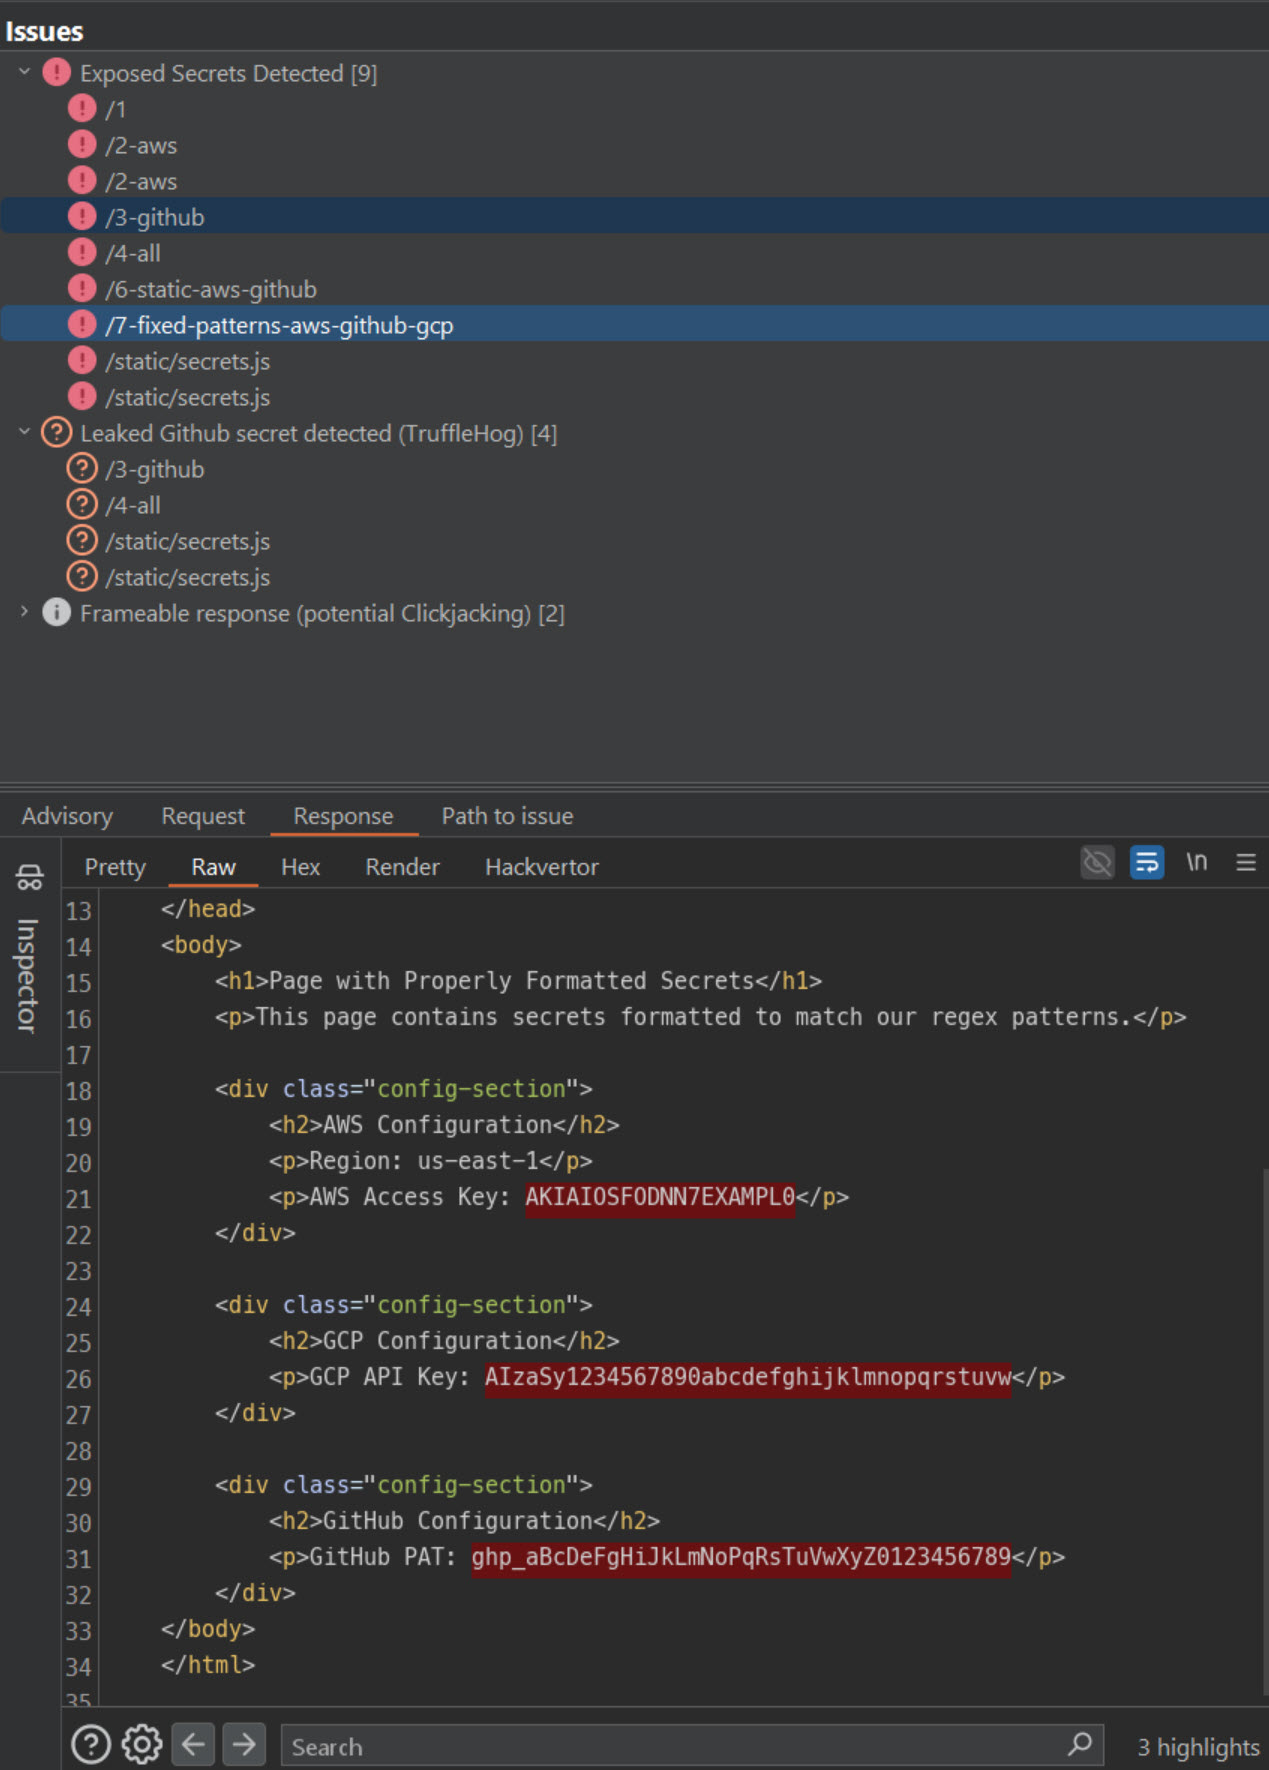 Issues
Exposed Secrets Detected [9]
/1
/2-aws
/2-aws
/3-github
/4-all
/6-static-aws-github
/7-fixed-patterns-aws-github-gcp
/static/secrets.js
/static/secrets.js
Leaked Github secret detected (TruffleHog) [4]
/3-github
/4-all
/static/secrets.js
/static/secrets.js
Frameable response (potential Clickjacking) [2]
Advisory Request Response Path to issue
Pretty Raw Hex Render Hackvertor \n
Inspector
13 </head>
14 <body>
15 <h1>Page with Properly Formatted Secrets</h1>
16 <p>This page contains secrets formatted to match our regex patterns.</p>
17
18 <div class="config-section">
19 <h2>AWS Configuration</h2>
20 <p>Region: us-east-1</p>
21 <p>AWS Access Key: AKIAIOSFODNN7EXAMPL0</p>
22 </div>
23
24 <div class="config-section">
25 <h2>GCP Configuration</h2>
26 <p>GCP API Key: AIzaSy1234567890abcdefghijklmnopqrstuvw</p>
27 </div>
28
29 <div class="config-section">
30 <h2>GitHub Configuration</h2>
31 <p>GitHub PAT: ghp_aBcDeFgHiJkLmNoPqRsTuVwXyZ0123456789</p>
32 </div>
33 </body>
34 </html>
35
Search 3 highlights